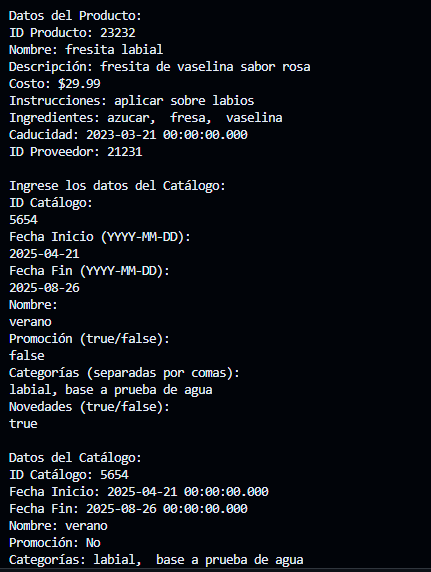 Datos del Producto:
ID Producto: 23232
Nombre: fresita labial
Descripción: fresita de vaselina sabor rosa
Costo: $29.99
Instrucciones: aplicar sobre labios
Ingredientes: azucar,  fresa,  vaselina
Caducidad: 2023-03-21 00:00:00.000
ID Proveedor: 21231

Ingrese los datos del Catálogo:
ID Catálogo:
5654
Fecha Inicio (YYYY-MM-DD):
2025-04-21
Fecha Fin (YYYY-MM-DD):
2025-08-26
Nombre:
verano
Promoción (true/false):
false
Categorías (separadas por comas):
labial, base a prueba de agua
Novedades (true/false):
true

Datos del Catálogo:
ID Catálogo: 5654
Fecha Inicio: 2025-04-21 00:00:00.000
Fecha Fin: 2025-08-26 00:00:00.000
Nombre: verano
Promoción: No
Categorías: labial,  base a prueba de agua